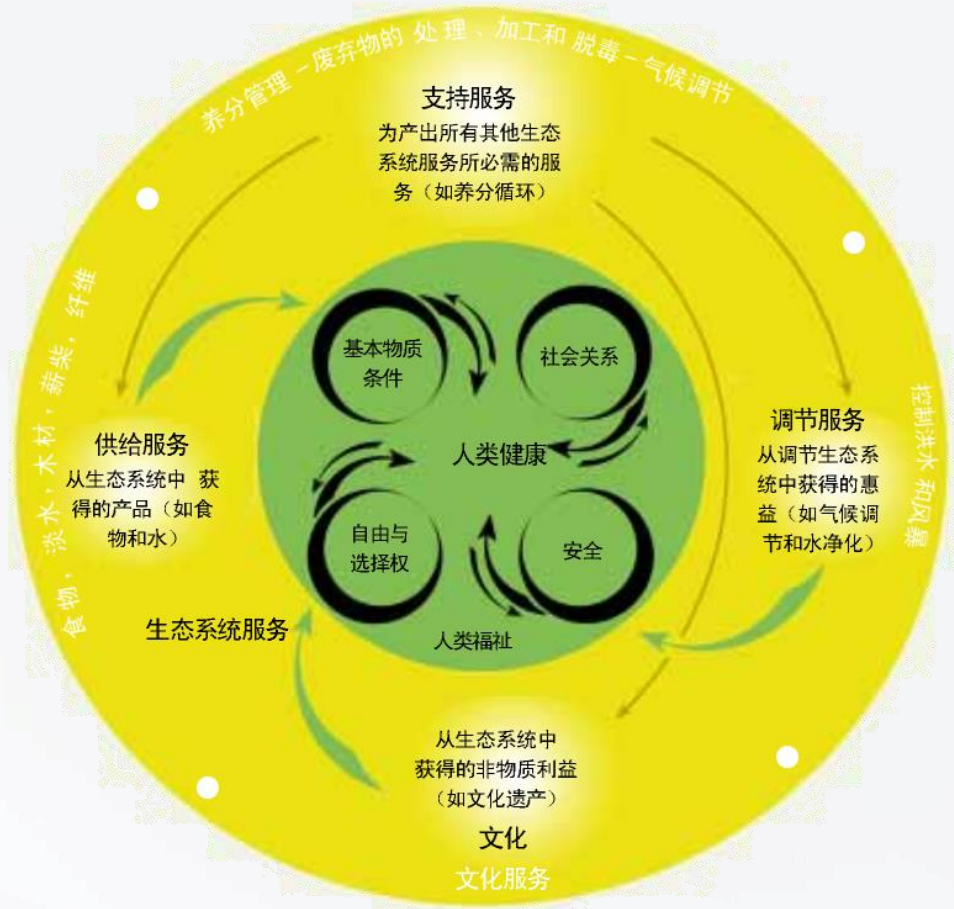 养分管理-废弃物的 处理、加工和 脱毒-气候调节
支持服务
为产出所有其他生态
系统服务所必需的服
务（如养分循环）
食物，淡水，木材，薪柴，纤维
基本物质
条件
社会关系
供给服务
从生态系统中 获
得的产品（如食
物和水）
人类健康
调节服务
从调节生态系
统中获得的惠
益（如气候调
节和水净化）
控制洪水和风暴
自由与
选择权
安全
生态系统服务
人类福祉
从生态系统中
获得的非物质利益
（如文化遗产）
文化
文化服务